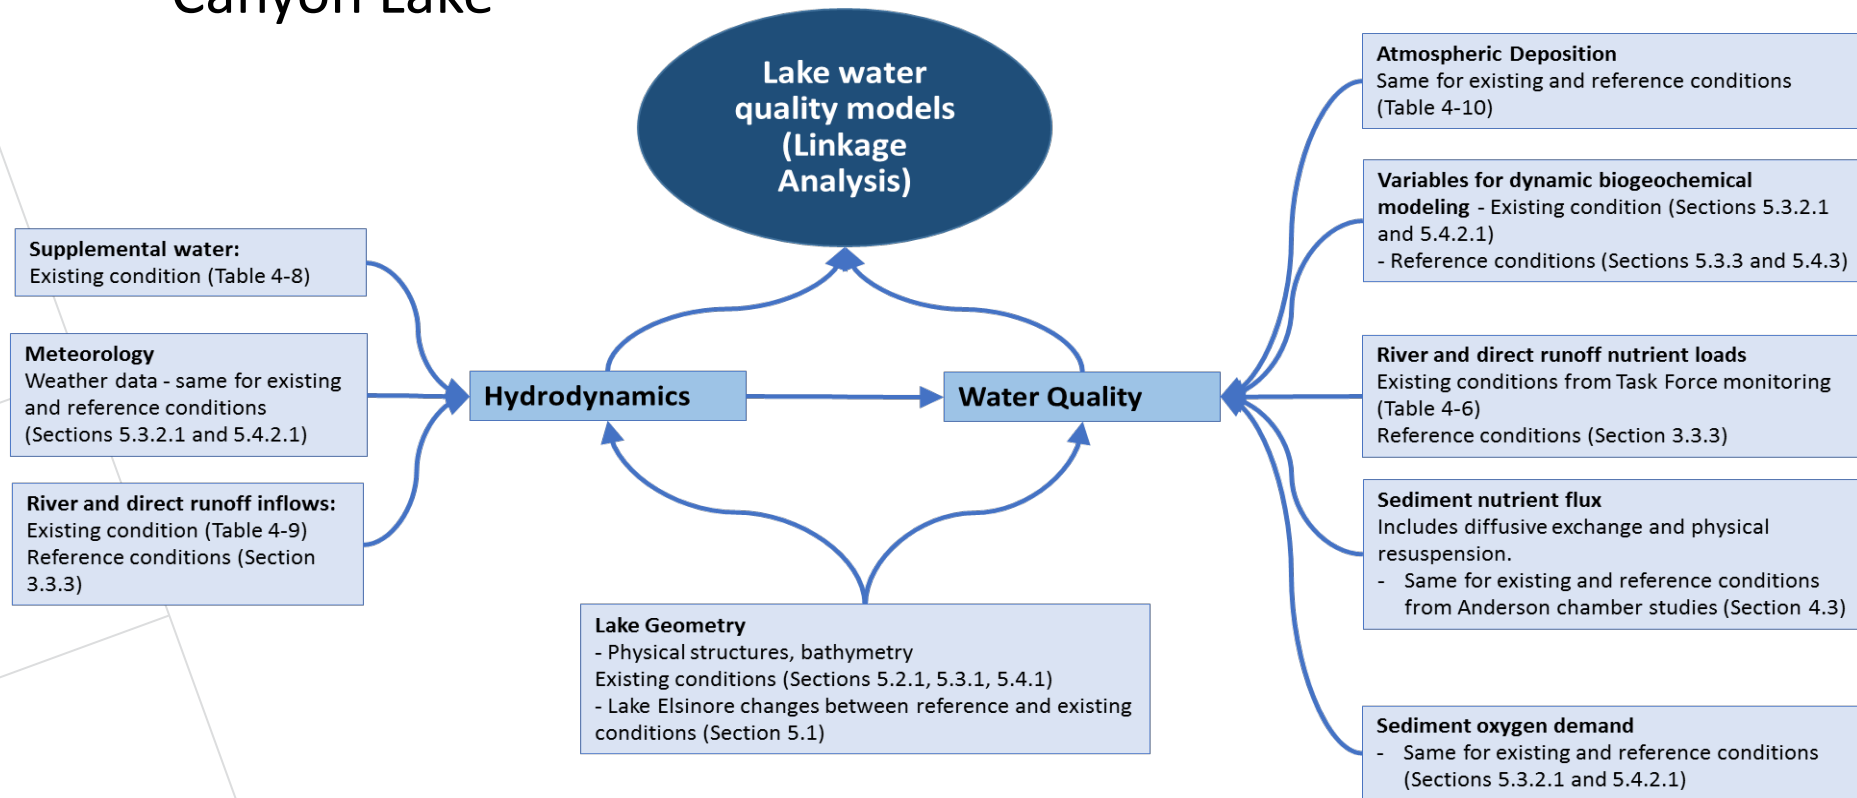 Canyon Lake
Lake water
quality models
(Linkage
Analysis)
Supplemental water:
Existing condition (Table 4-8)
Meteorology
Weather data - same for existing
and reference conditions
(Sections 5.3.2.1 and 5.4.2.1)
River and direct runoff inflows:
Existing condition (Table 4-9)
Reference conditions (Section
3.3.3)
Hydrodynamics
Water Quality
Lake Geometry
- Physical structures, bathymetry
Existing conditions (Sections 5.2.1, 5.3.1, 5.4.1)
- Lake Elsinore changes between reference and existing
conditions (Section 5.1)
Atmospheric Deposition
Same for existing and reference conditions
(Table 4-10)
Variables for dynamic biogeochemical
modeling - Existing condition (Sections 5.3.2.1
and 5.4.2.1)
- Reference conditions (Sections 5.3.3 and 5.4.3)
River and direct runoff nutrient loads
Existing conditions from Task Force monitoring
(Table 4-6)
Reference conditions (Section 3.3.3)
Sediment nutrient flux
Includes diffusive exchange and physical
resuspension.
- Same for existing and reference conditions
from Anderson chamber studies (Section 4.3)
Sediment oxygen demand
- Same for existing and reference conditions
(Sections 5.3.2.1 and 5.4.2.1)